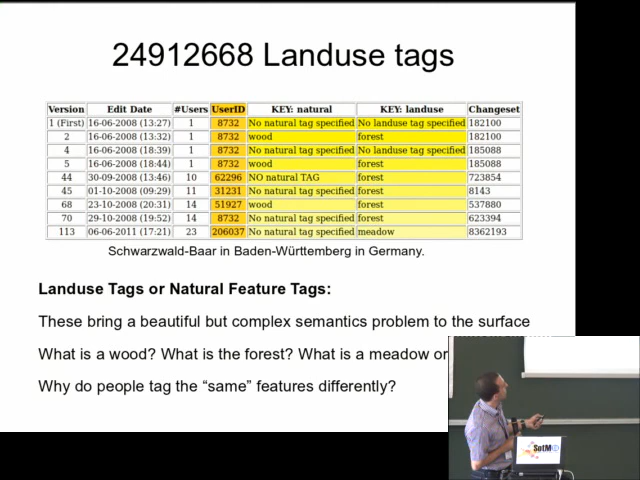 24912668 Landuse tags
Version Edit Date #Users UserID KEY: natural KEY: landuse Changeset
1 (First) 16-06-2008 (13:27) 1 8732 No natural tag specified No landuse tag specified 182100
2 16-06-2008 (13:32) 1 8732 wood forest 182100
4 16-06-2008 (18:39) 1 8732 No natural tag specified No landuse tag specified 185088
5 16-06-2008 (18:44) 1 8732 wood forest 185088
44 30-09-2008 (13:46) 10 62296 NO natural TAG forest 723854
45 01-10-2008 (09:29) 11 31231 No natural tag specified forest 8143
68 23-10-2008 (20:31) 14 51927 wood forest 537880
70 29-10-2008 (19:52) 14 8732 No natural tag specified forest 623394
113 06-06-2011 (17:21) 23 206037 No natural tag specified meadow 8362193
Schwarzwald-Baar in Baden-Württemberg in Germany.
Landuse Tags or Natural Feature Tags:
These bring a beautiful but complex semantics problem to the surface
What is a wood? What is the forest? What is a meadow or
Why do people tag the “same” features differently?
SotM